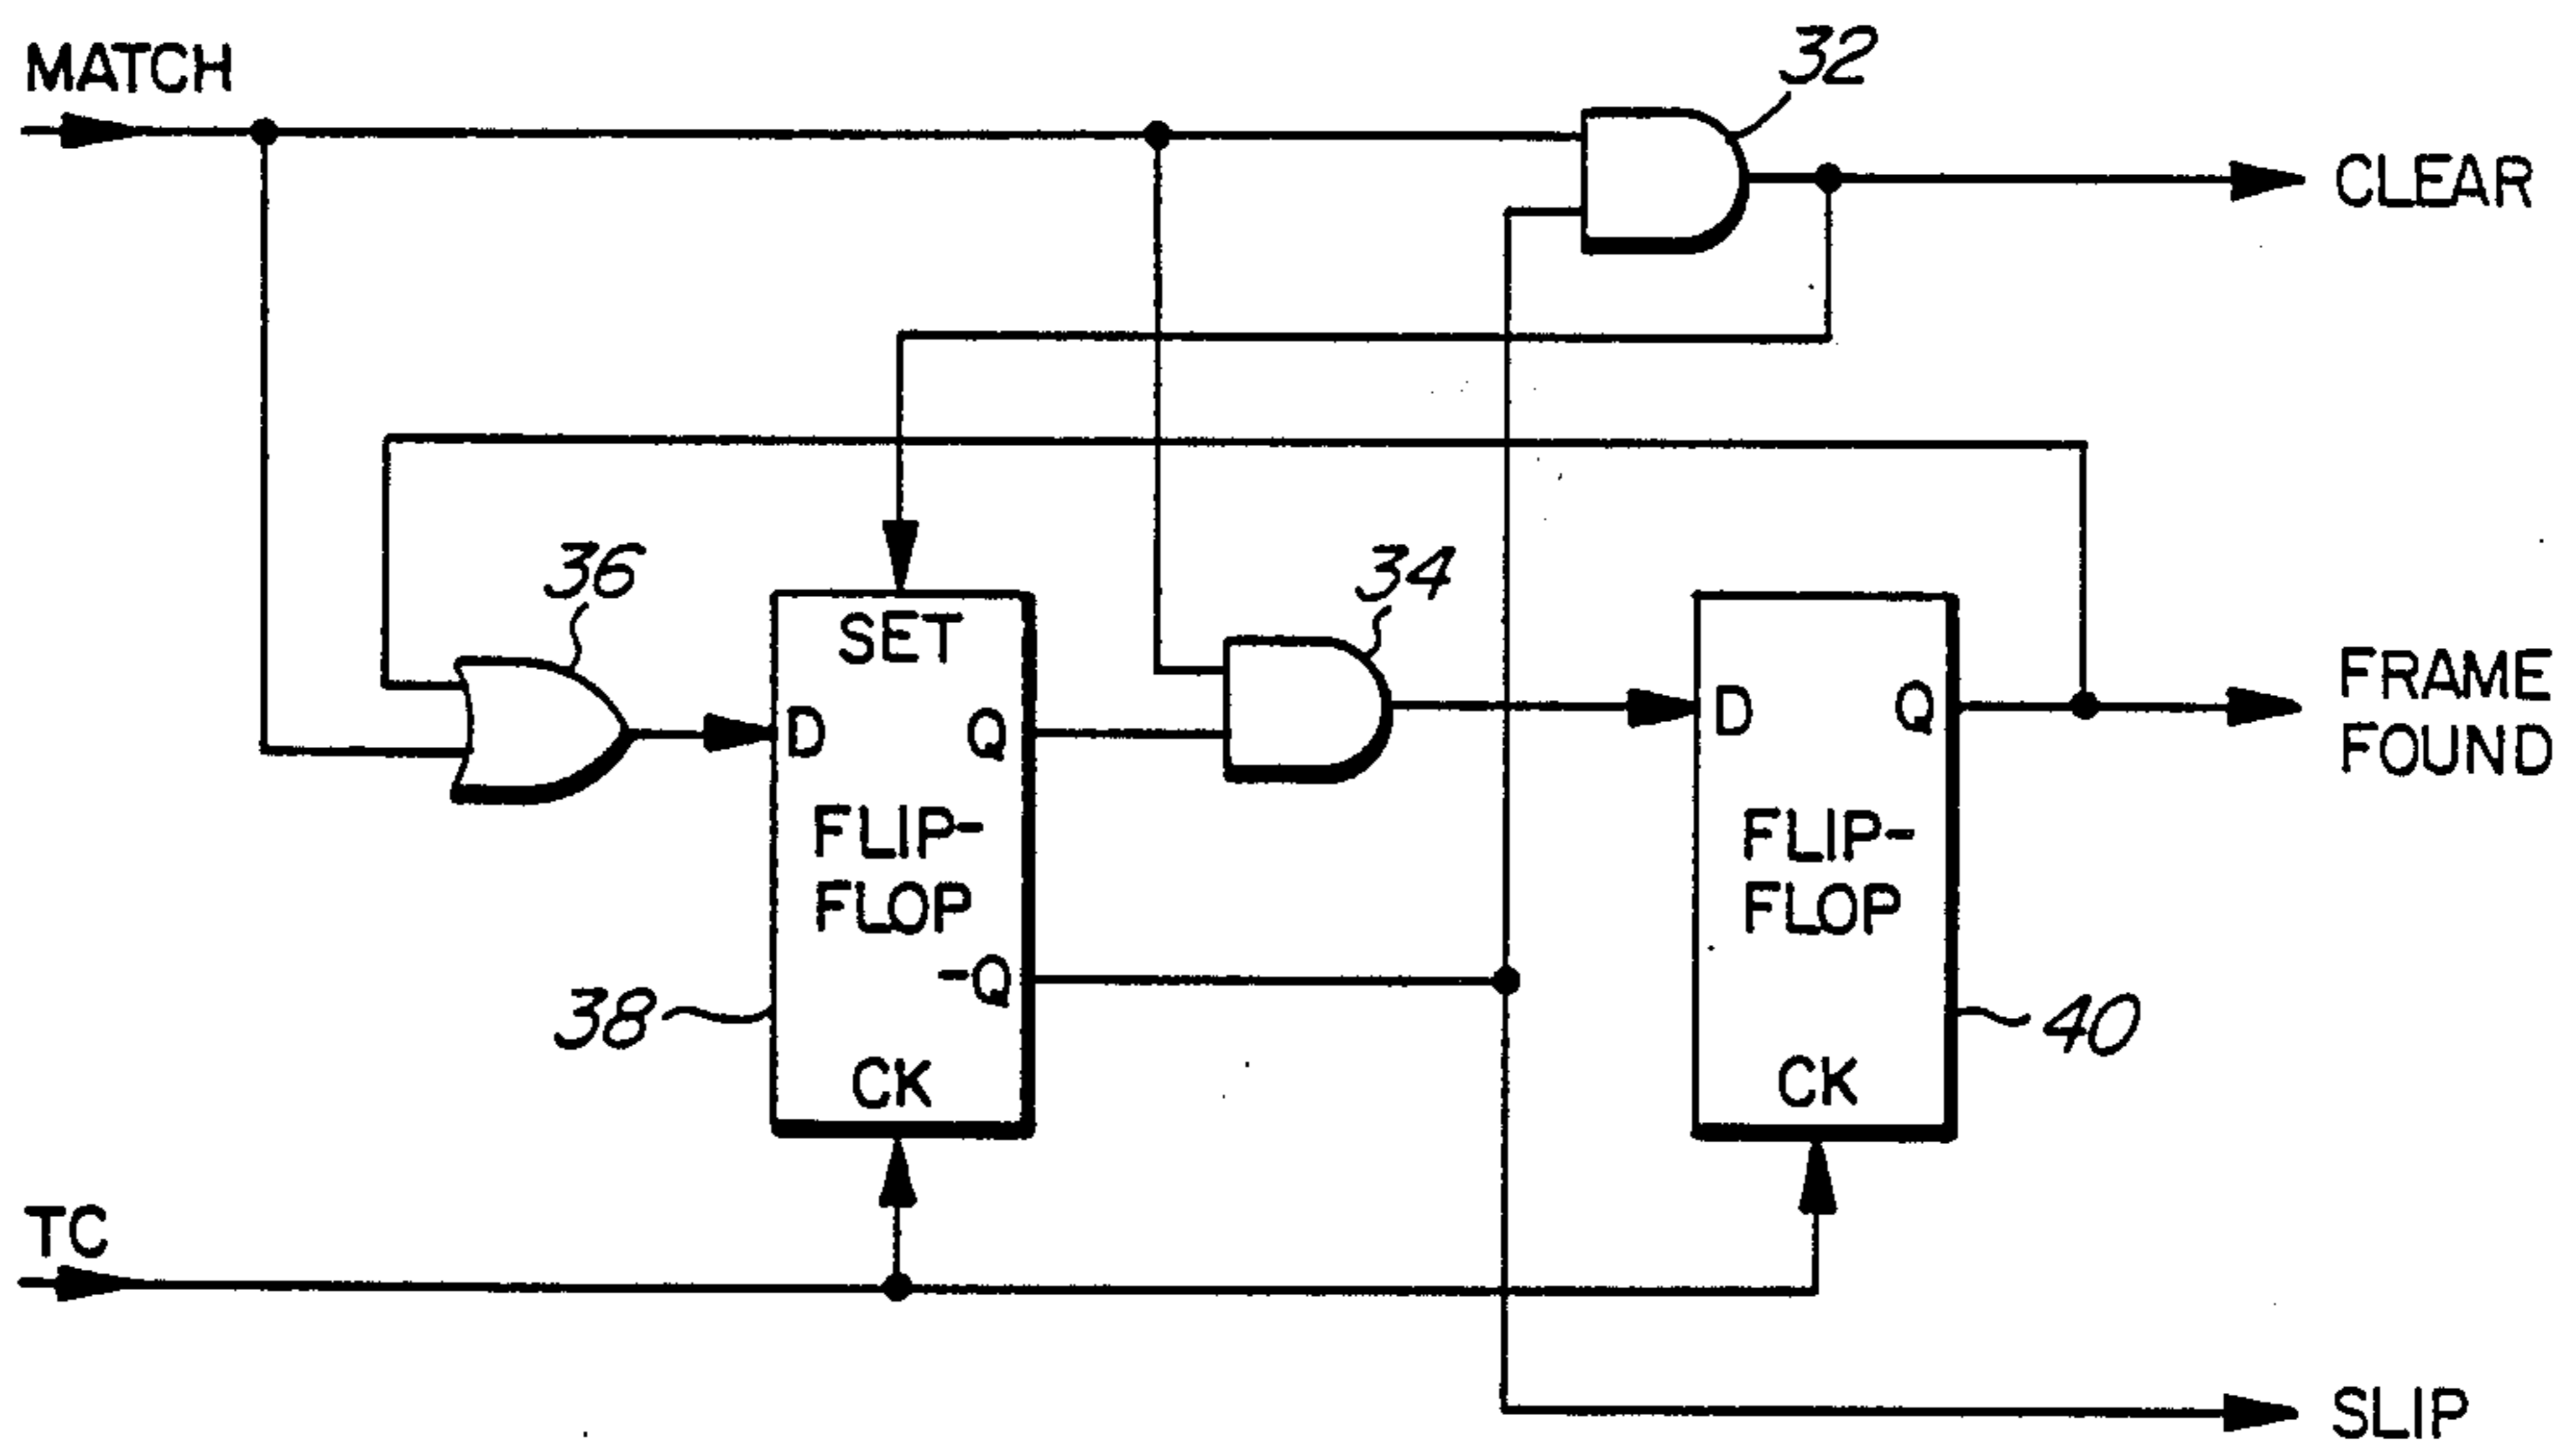 MATCH
32
CLEAR
36
34
SET
D
Q
D
Q
FRAME
FOUND
FLIP-
FLOP
FLIP-
FLOP
-Q
38
40
CK
CK
TC
SLIP